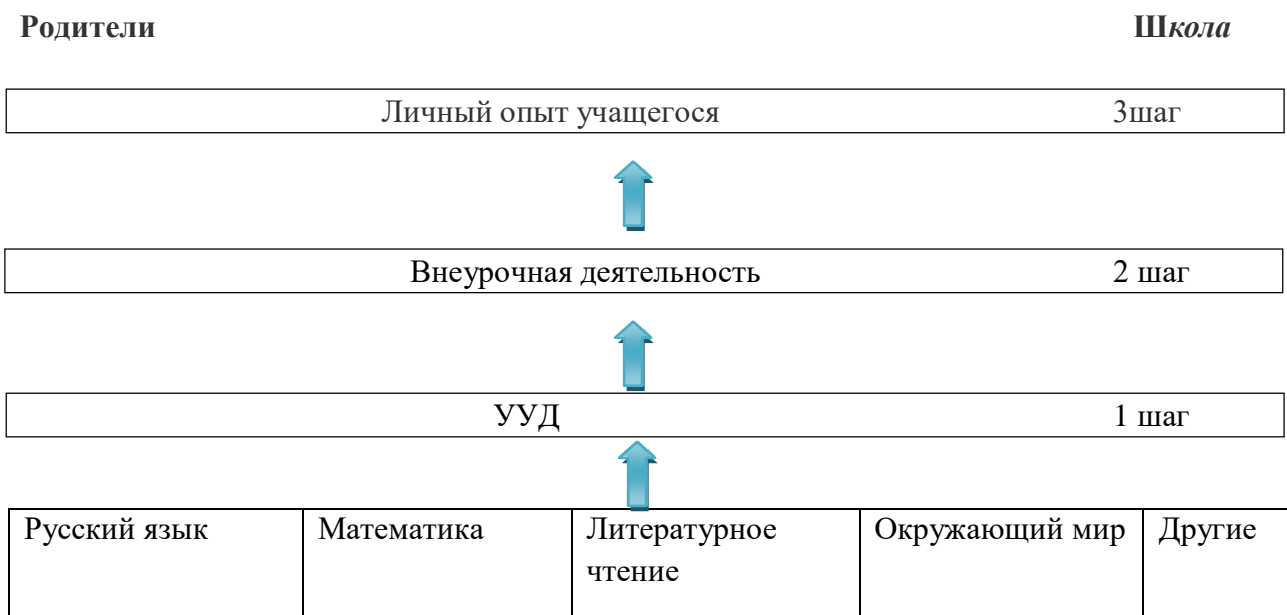 Родители Школа
Личный опыт учащегося 3шаг
Внеурочная деятельность 2 шаг
УУД 1 шаг
Русский язык Математика Литературное чтение Окружающий мир Другие